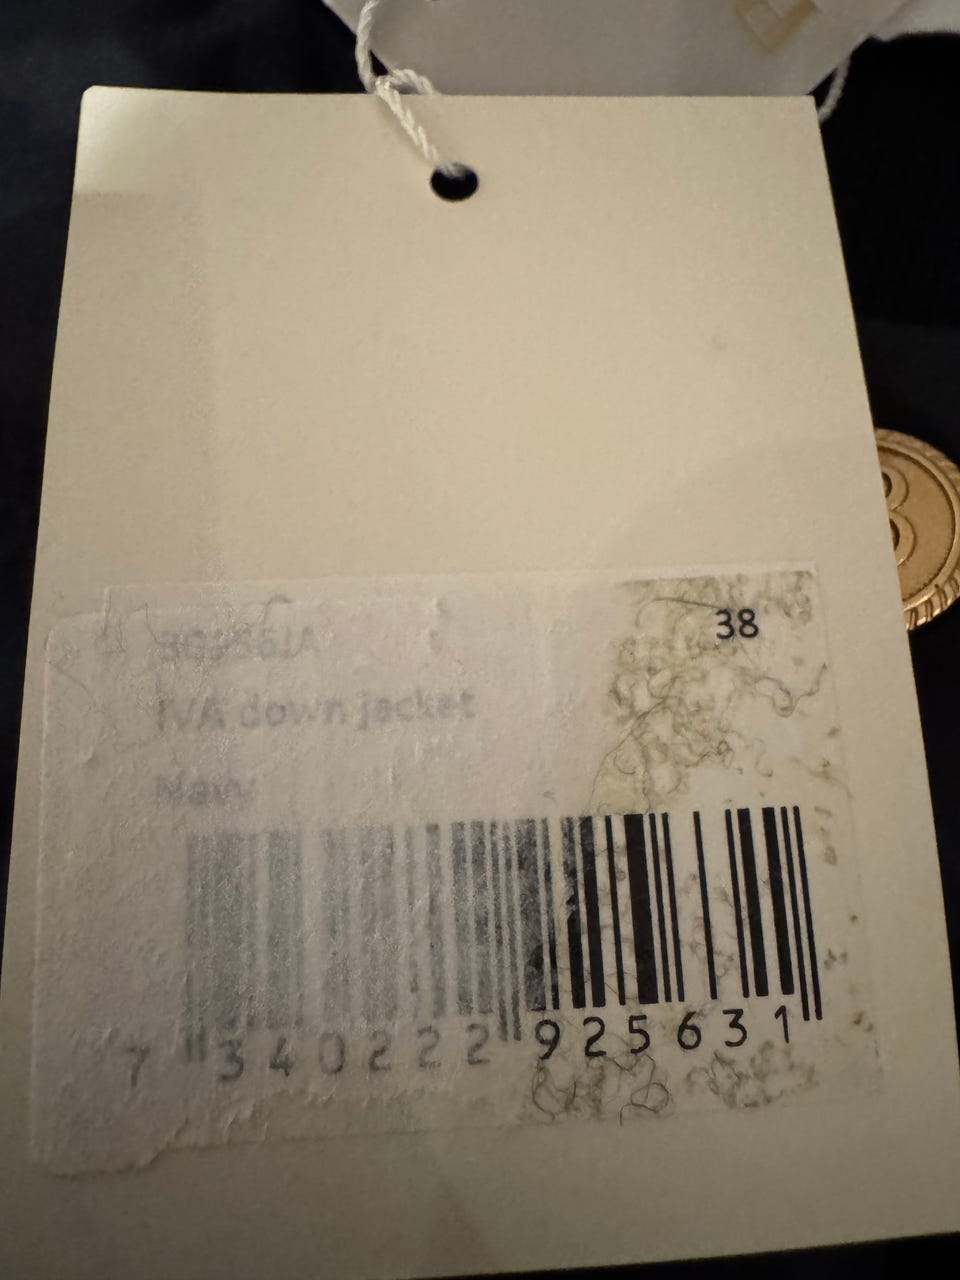 38
IVA down jacket
Navy
7 340222 925631